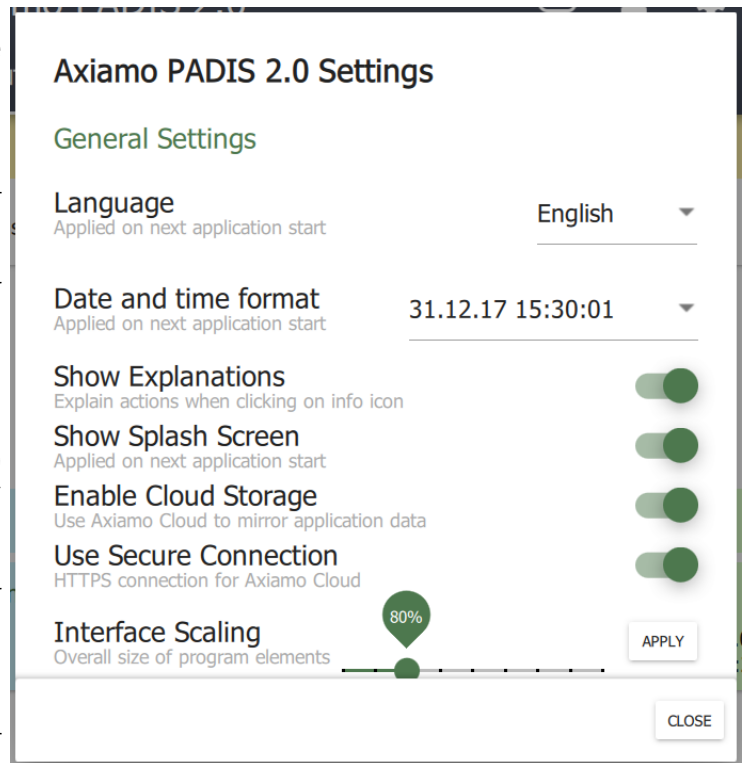 Axiamo PADIS 2.0 Settings
General Settings
Language
Applied on next application start
English
Date and time format
Applied on next application start
31.12.17 15:30:01
Show Explanations
Explain actions when clicking on info icon
Show Splash Screen
Applied on next application start
Enable Cloud Storage
Use Axiamo Cloud to mirror application data
Use Secure Connection
HTTPS connection for Axiamo Cloud
Interface Scaling
Overall size of program elements
80%
APPLY
CLOSE